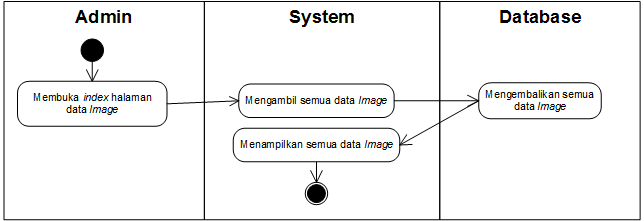 Admin
System
Database
Membuka index halaman
data Image
Mengambil semua data Image
Mengembalikan semua
data Image
Menampilkan semua data Image